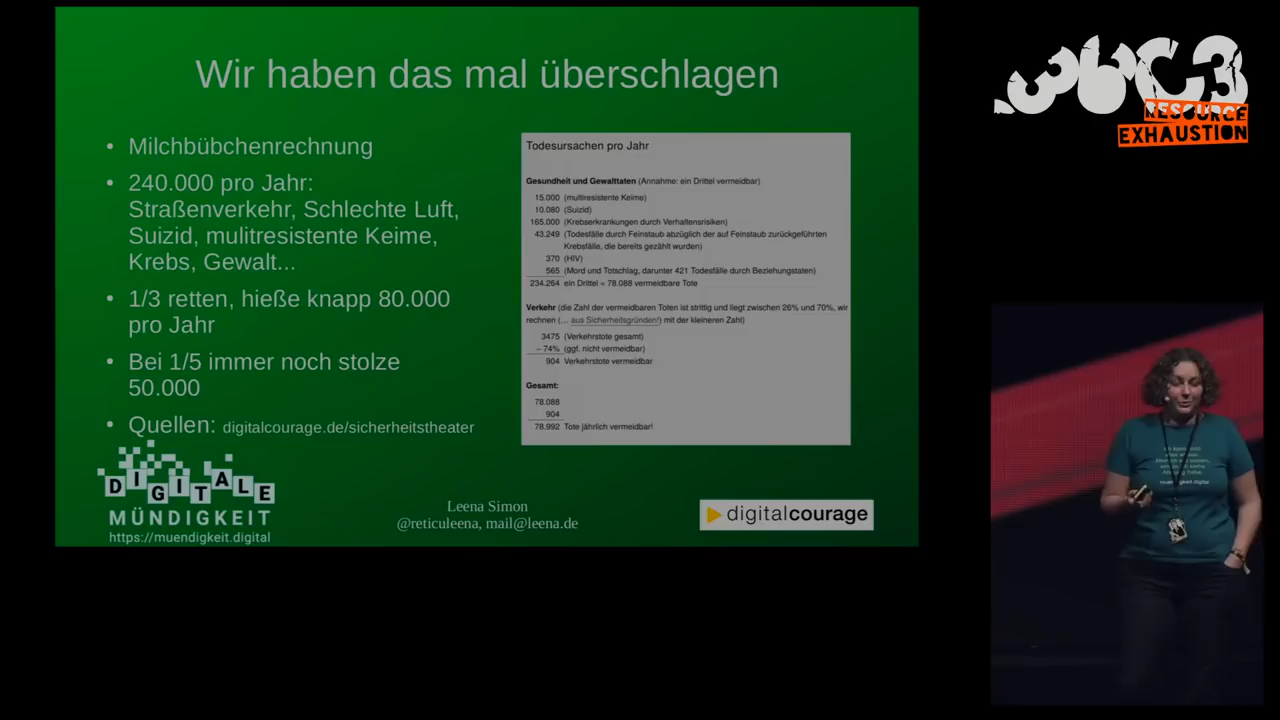 Wir haben das mal überschlagen
• Milchbübchenrechnung
• 240.000 pro Jahr:
Straßenverkehr, Schlechte Luft,
Suizid, mulitresistente Keime,
Krebs, Gewalt...
• 1/3 retten, hieße knapp 80.000
pro Jahr
• Bei 1/5 immer noch stolze
50.000
• Quellen: digitalcourage.de/sicherheitstheater
Todesursachen pro Jahr
Gesundheit und Gewalttaten (Annahme: ein Drittel vermeidbar)
15.000 (multiresistente Keime)
10.080 (Suizid)
165.000 (Krebserkrankungen durch Verhaltensrisiken)
43.249 (Todesfälle durch Feinstaub abzüglich der auf Feinstaub zurückgeführten
Krebsfälle, die bereits gezählt wurden)
370 (HIV)
565 (Mord und Totschlag, darunter 421 Todesfälle durch Beziehungstaten)
234.264 ein Drittel = 78.088 vermeidbare Tote
Verkehr (die Zahl der vermeidbaren Toten ist strittig und liegt zwischen 26% und 70%, wir
rechnen (... aus Sicherheitsgründen!) mit der kleineren Zahl)
3475 (Verkehrstote gesamt)
– 74% (ggf. nicht vermeidbar)
904 Verkehrstote vermeidbar
Gesamt:
78.088
904
78.992 Tote jährlich vermeidbar!
DIGITALE
MÜNDIGKEIT
https://muendigkeit.digital
Leena Simon
@reticuleena, mail@leena.de
digitalcourage
36C3
RESOURCE
EXHAUSTION
muendigkeit.digital